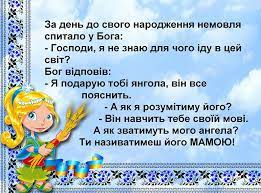 За день до свого народження немовля
спитало у Бога:
- Господи, я не знаю для чого іду в цей
світ?
Бог відповів:
- Я подарую тобі янгола, він все
пояснить.
- А як я розумітиму його?
- Він навчить тебе своїй мові.
А як зватимуть мого ангела?
Ти називатимеш його МАМОЮ!